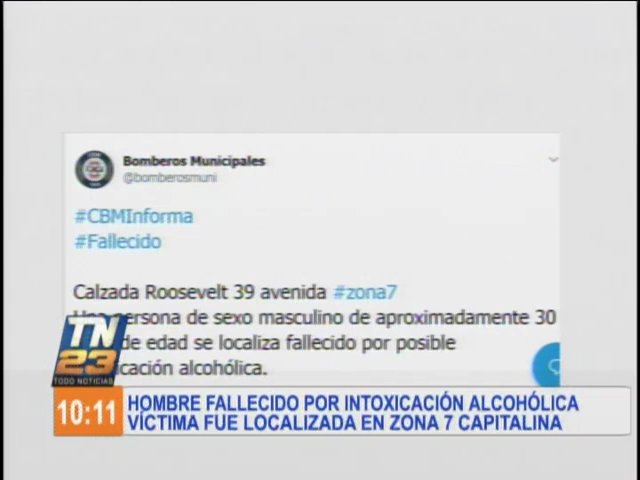 Bomberos Municipales
@bomberosmuni
#CBMInforma
#Fallecido
Calzada Roosevelt 39 avenida #zona7
persona de sexo masculino de aproximadamente 30
de edad se localiza fallecido por posible
alcohólica.
TN
23
TODO NOTICIAS
10:11
HOMBRE FALLECIDO POR INTOXICACIÓN ALCOHÓLICA
VÍCTIMA FUE LOCALIZADA EN ZONA 7 CAPITALINA